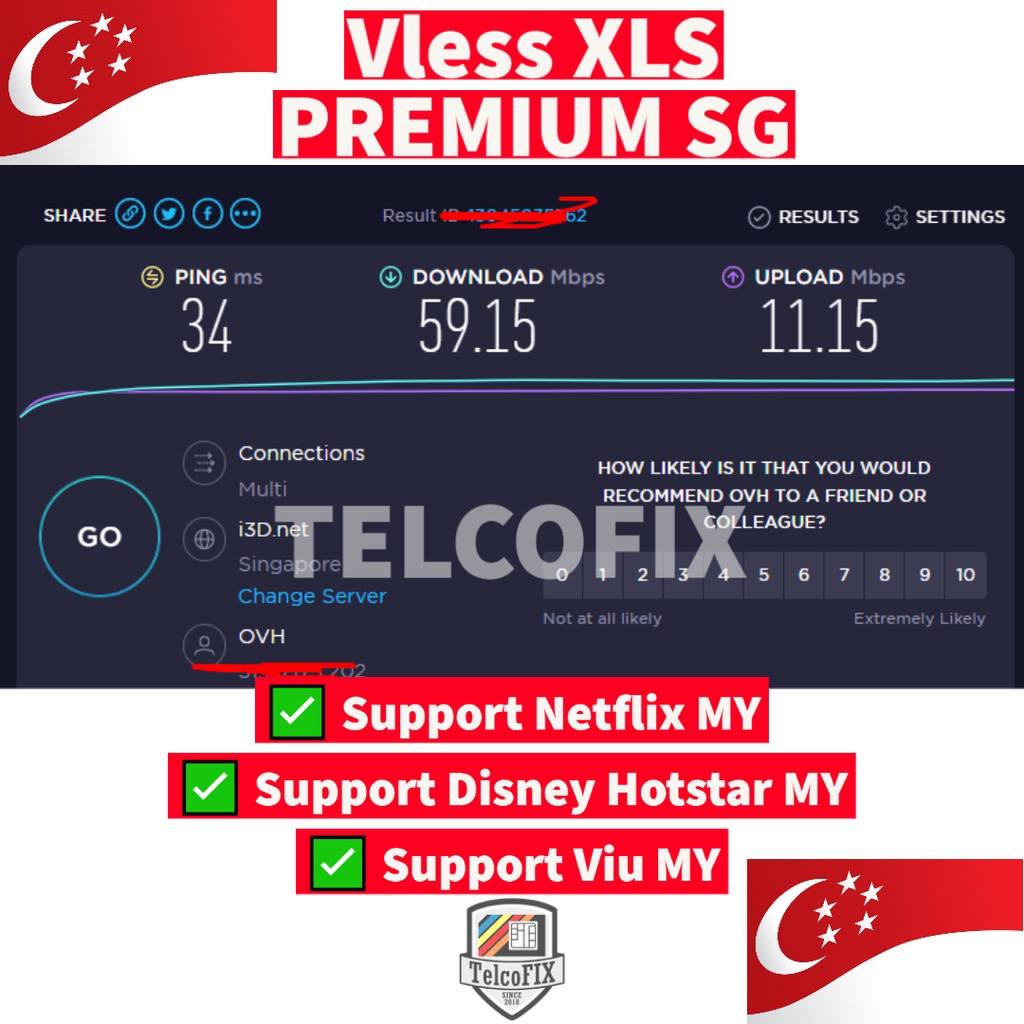 Vless XLS
PREMIUM SG
SHARE
Result
RESULTS
SETTINGS
PING ms
DOWNLOAD Mbps
UPLOAD Mbps
34
59.15
11.15
Connections
Multi
HOW LIKELY IS IT THAT YOU WOULD
RECOMMEND OVH TO A FRIEND OR
COLLEAGUE?
GO
i3D.net
Singapore
Change Server
TELCOFIX
0 1 2 3 4 5 6 7 8 9 10
Not at all likely
Extremely Likely
OVH
✅ Support Netflix MY
✅ Support Disney Hotstar MY
✅ Support Viu MY
TelcoFIX
SINCE
2018